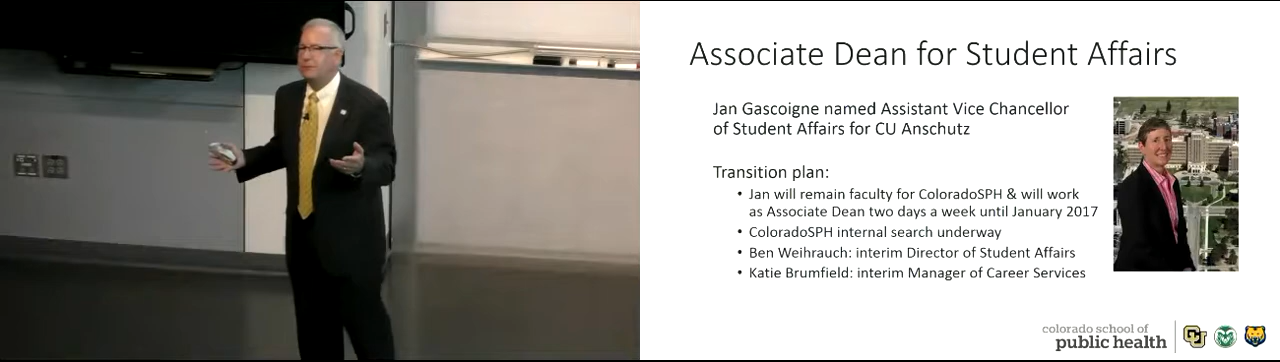 Associate Dean for Student Affairs
Jan Gascoigne named Assistant Vice Chancellor
of Student Affairs for CU Anschutz
Transition plan:
• Jan will remain faculty for ColoradoSPH & will work
as Associate Dean two days a week until January 2017
• ColoradoSPH internal search underway
• Ben Weihrauch: interim Director of Student Affairs
• Katie Brumfield: interim Manager of Career Services
colorado school of
public health
CU